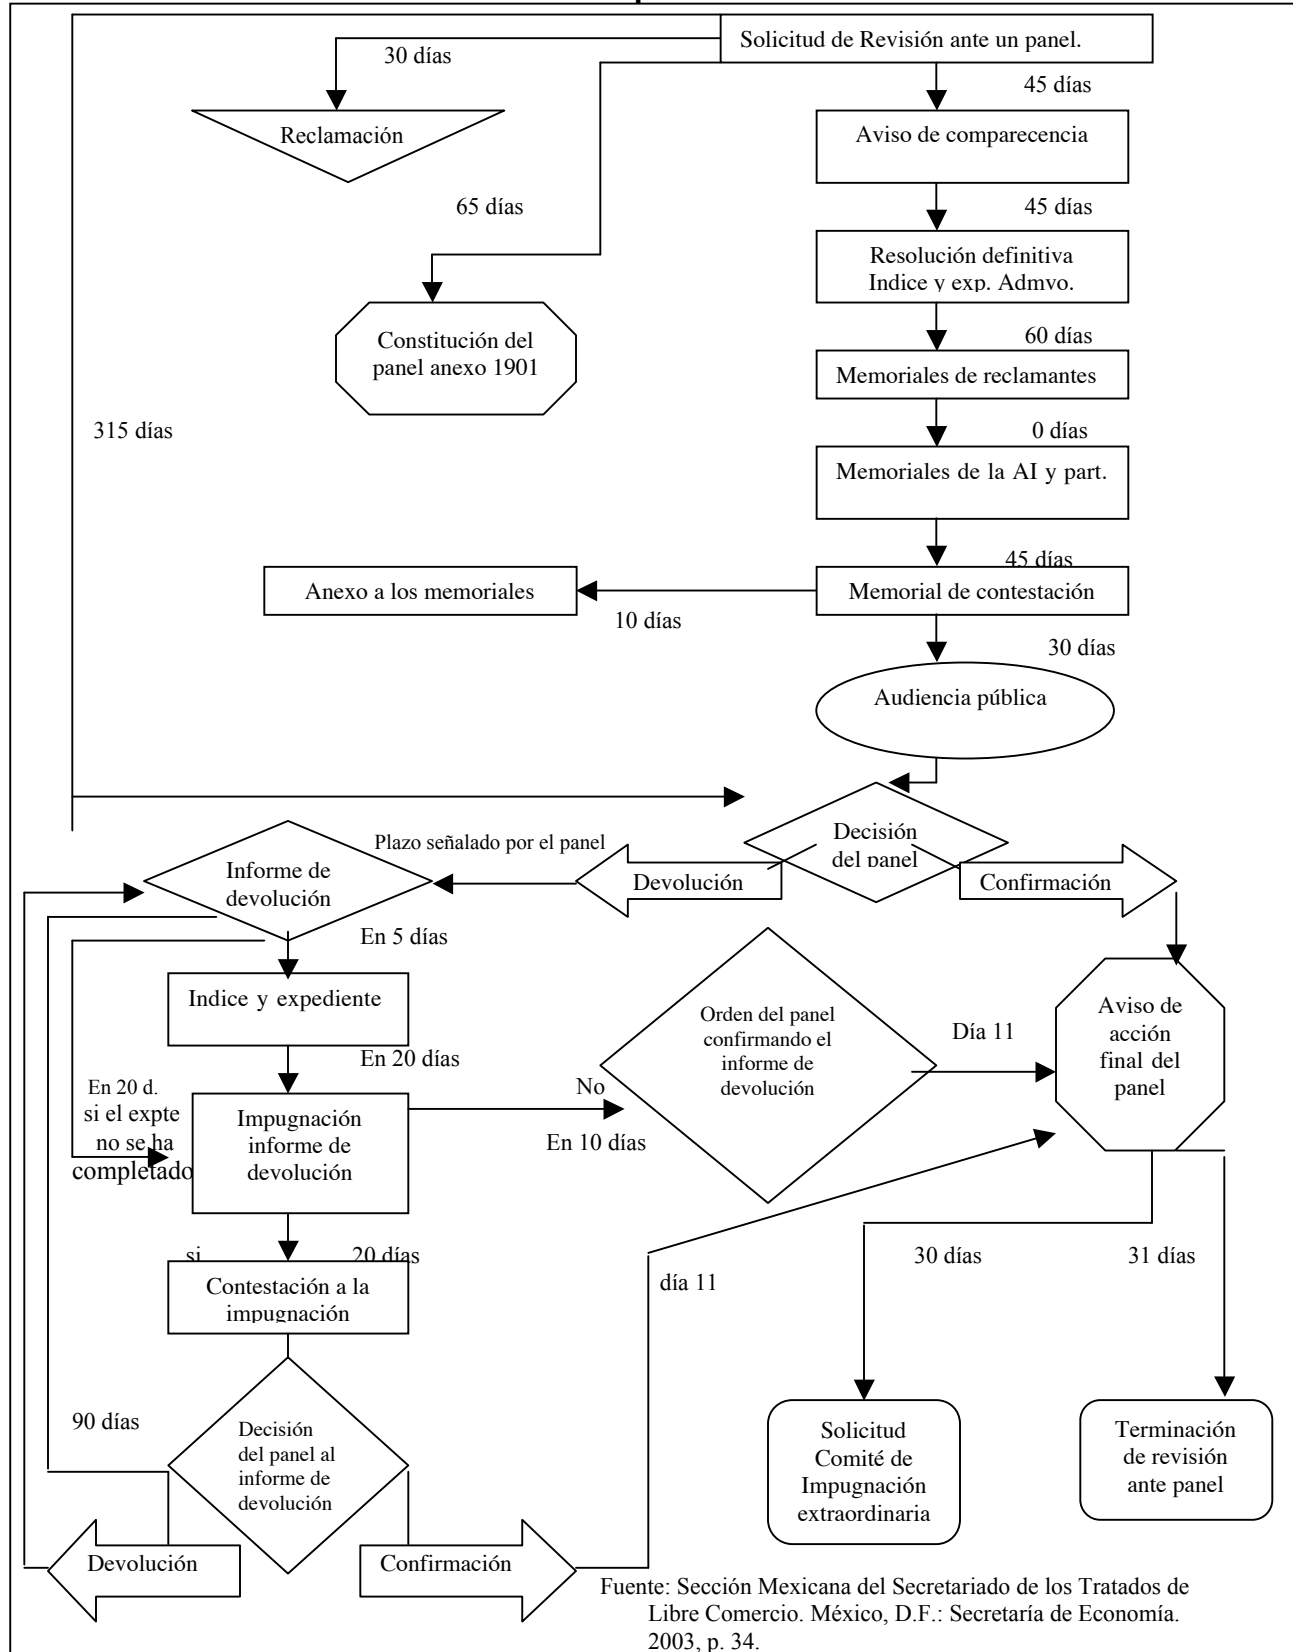 Solicitud de Revisión ante un panel.
30 días
45 días
Reclamación
Aviso de comparecencia
65 días
45 días
Resolución definitiva
Indice y exp. Admvo.
Constitución del
panel anexo 1901
60 días
Memoriales de reclamantes
315 días
0 días
Memoriales de la AI y part.
45 días
Anexo a los memoriales
Memorial de contestación
10 días
30 días
Audiencia pública
Decisión
del panel
Plazo señalado por el panel
Informe de
devolución
Devolución
Confirmación
En 5 días
Indice y expediente
Orden del panel
confirmando el
informe de
devolución
Día 11
Aviso de
acción
final del
panel
En 20 días
En 20 d.
si el expte
no se ha
completado
Impugnación
informe de
devolución
No
En 10 días
si
20 días
Contestación a la
impugnación
día 11
30 días
31 días
90 días
Decisión
del panel al
informe de
devolución
Solicitud
Comité de
Impugnación
extraordinaria
Terminación
de revisión
ante panel
Devolución
Confirmación
Fuente: Sección Mexicana del Secretariado de los Tratados de
Libre Comercio. México, D.F.: Secretaría de Economía.
2003, p. 34.